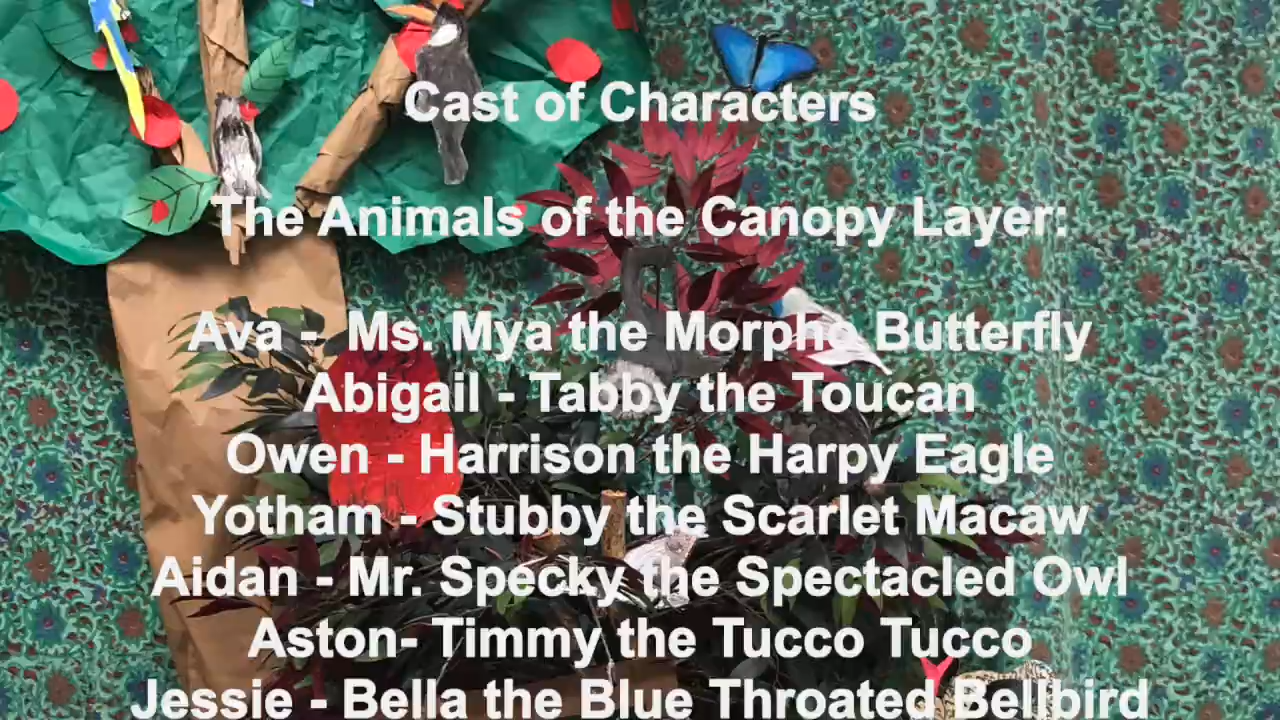 Cast of Characters
The Animals of the Canopy Layer:
Ava -  Ms. Mya the Morpho Butterfly
Abigail - Tabby the Toucan
Owen - Harrison the Harpy Eagle
Yotham - Stubby the Scarlet Macaw
Aidan - Mr. Specky the Spectacled Owl
Aston- Timmy the Tucco Tucco
Jessie - Bella the Blue Throated Bellbird